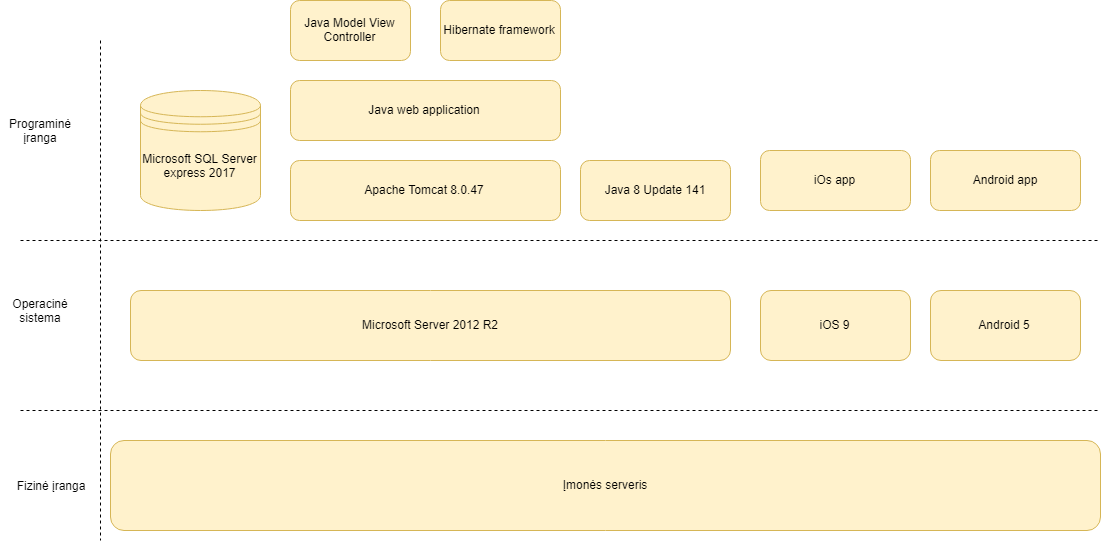 Java Model View
Controller
Hibernate framework
Java web application
Programinė
įranga
Microsoft SQL Server
express 2017
Apache Tomcat 8.0.47
Java 8 Update 141
iOs app
Android app
Operacinė
sistema
Microsoft Server 2012 R2
iOS 9
Android 5
Fizinė įranga
Įmonės serveris